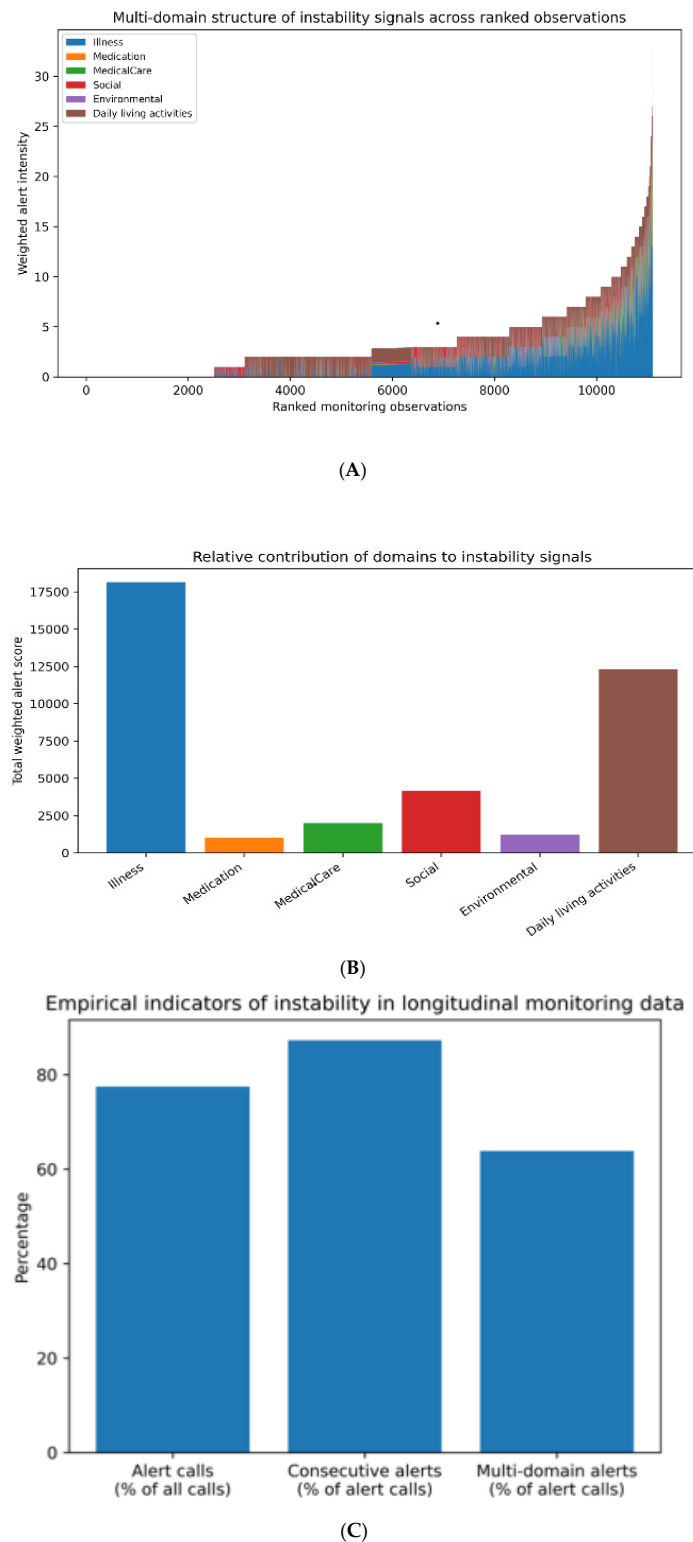 Multi-domain structure of instability signals across ranked observations
Illness
Medication
MedicalCare
Social
Environmental
Daily living activities
Weighted alert intensity
30
25
20
15
10
5
0
0 2000 4000 6000 8000 10000
Ranked monitoring observations
(A)
Relative contribution of domains to instability signals
Total weighted alert score
17500
15000
12500
10000
7500
5000
2500
0
Illness
Medication
MedicalCare
Social
Environmental
Daily living activities
(B)
Empirical indicators of instability in longitudinal monitoring data
Percentage
80
60
40
20
0
Alert calls
(% of all calls)
Consecutive alerts
(% of alert calls)
Multi-domain alerts
(% of alert calls)
(C)